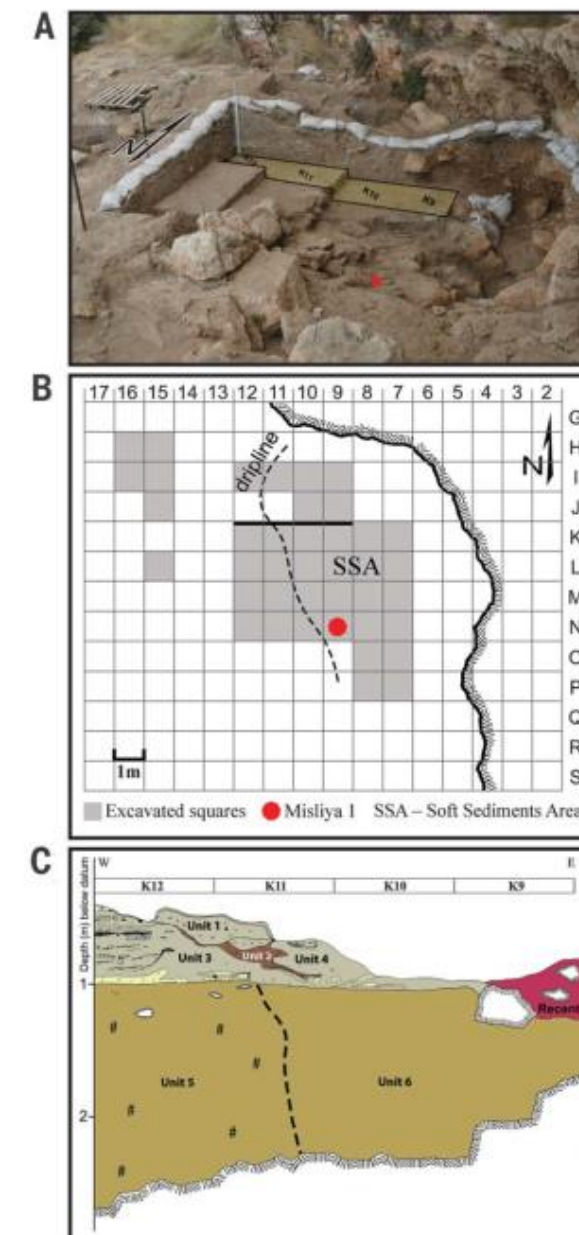 A
N
K11
K10
K9
B
17 16 15 14 13 12 11 10 9 8 7 6 5 4 3 2
G
H
I
J
K
L
M
N
O
P
Q
R
S
dripline
N
SSA
1m
Excavated squares Misliya 1 SSA – Soft Sediments Area
C
W E
K12 K11 K10 K9
Depth (m) below datum
Unit 1
Unit 2
Unit 3 Unit 4
1
Recent
Unit 5 Unit 6
2
# # # # # #